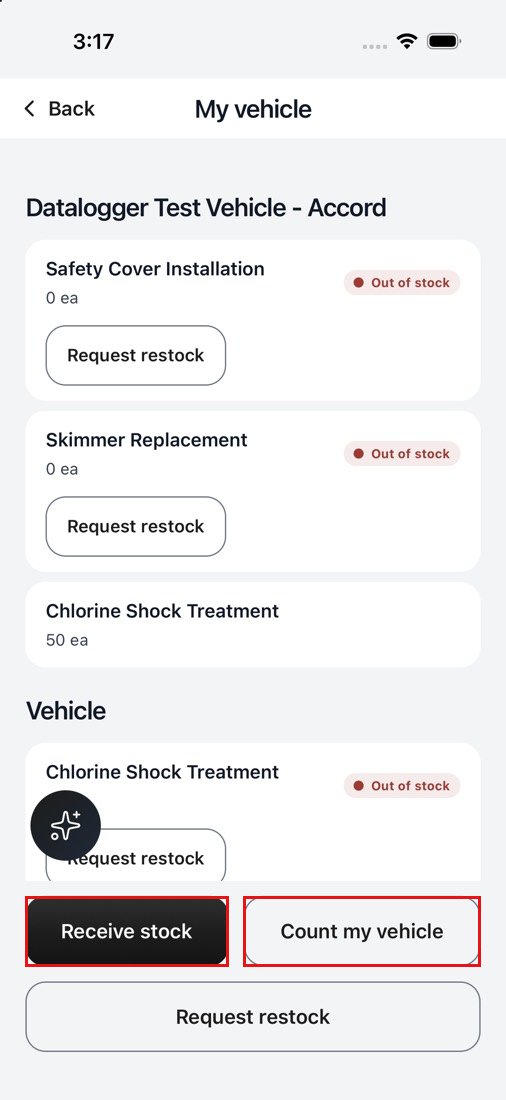 3:17
Back
My vehicle
Datalogger Test Vehicle - Accord
Safety Cover Installation
Out of stock
0 ea
Request restock
Skimmer Replacement
Out of stock
0 ea
Request restock
Chlorine Shock Treatment
50 ea
Vehicle
Chlorine Shock Treatment
Out of stock
Request restock
Receive stock
Count my vehicle
Request restock